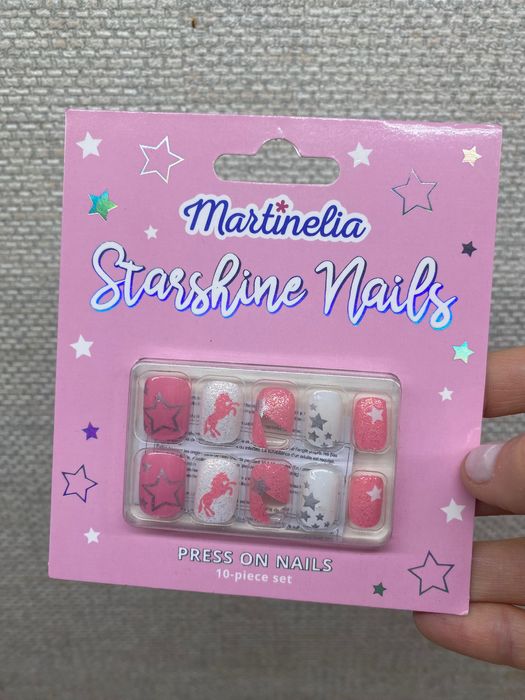 Martinelia
Starshine Nails
PRESS ON NAILS
10-piece set